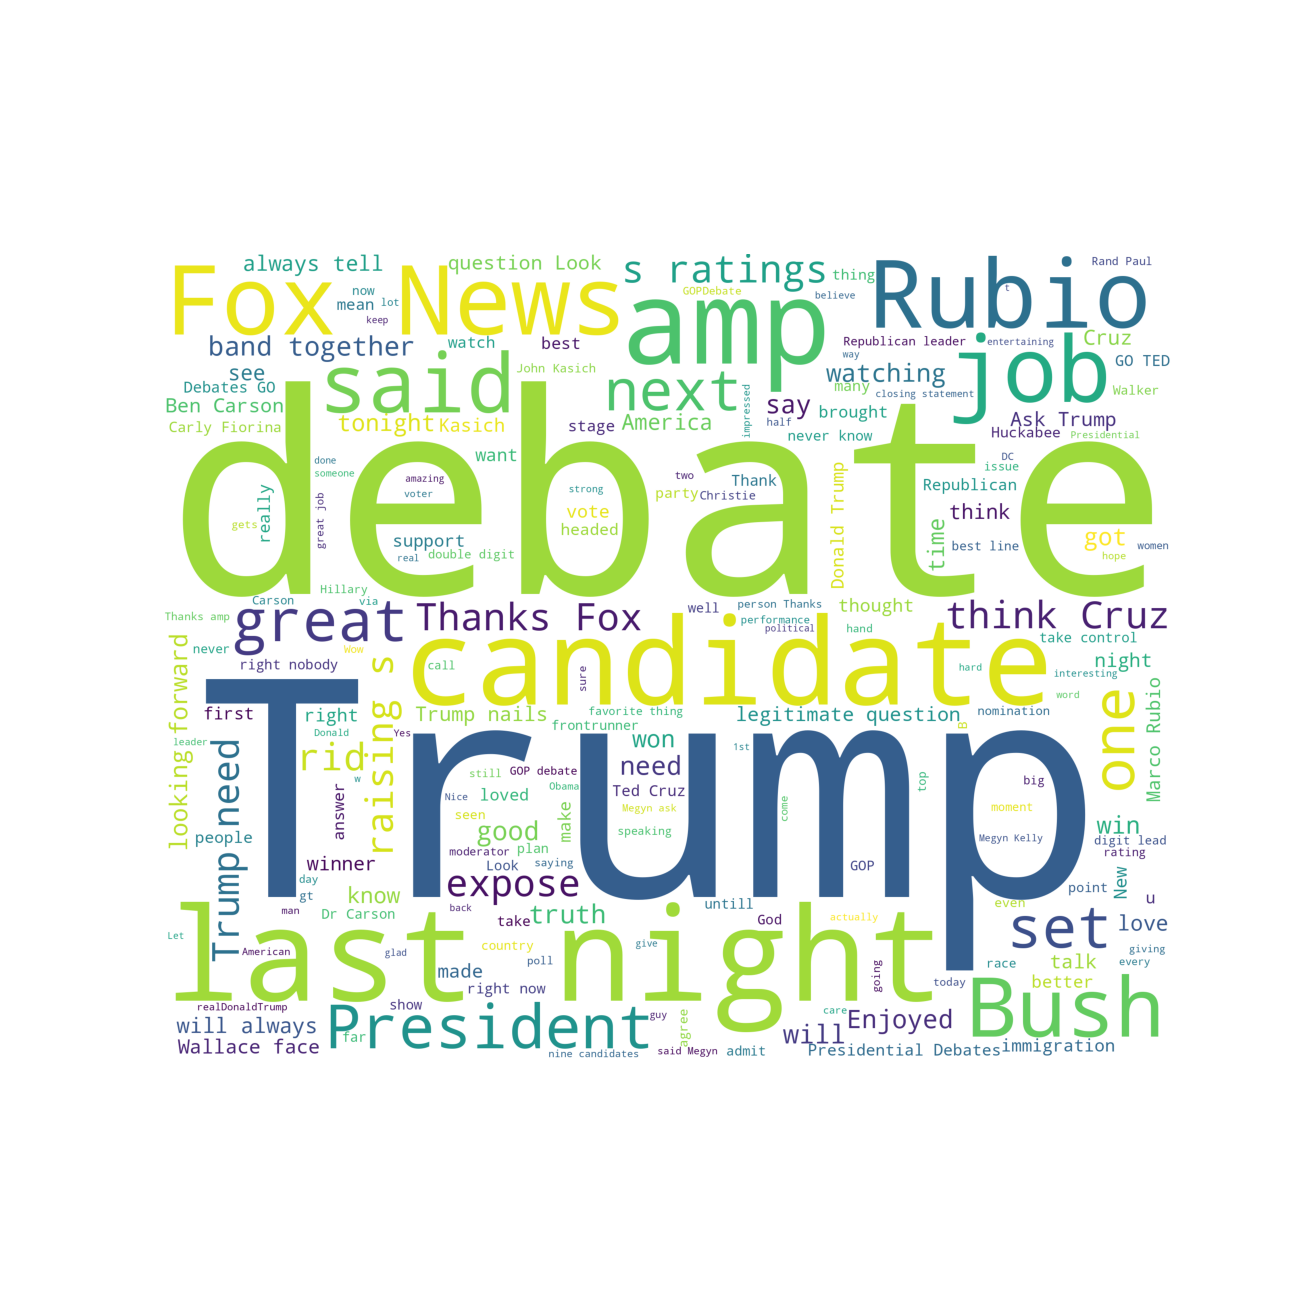 always tell
question Look
s ratings
thing
Rand Paul
Fox News
now
mean
lot
keep
GOPDebate
believe
t
amp
Rubio
band together
watch
best
Republican leader
entertaining
Cruz
see
said
John Kasich
next
way
watching
job
GO TED
Debates GO
many
closing statement
Walker
Ben Carson
impressed
say
brought
Ask Trump
Carly Fiorina
tonight
Kasich
stage
America
half
never know
Huckabee
Presidential
debate
want
done
someone
amazing
voter
two
Thank
DC
issue
really
great job
strong
party
Christie
Donald Trump
Republican
gets
vote
headed
think
time
got
women
support
real
double digit
best line
hope
Hillary
Carson
via
Thanks amp
great
Thanks Fox
well
person Thanks
performance
political
thought
hand
think Cruz
never
Wow
candidate
take control
right nobody
call
sure
hard
night
interesting
looking forward
raising s
word
one
Marco Rubio
first
right
Trump nails
favorite thing
frontrunner
legitimate question
nomination
B
leader
Donald
Yes
Trump
Trump need
rid
won
1st
w
still
GOP debate
Obama
need
top
big
answer
Nice
loved
Ted Cruz
seen
Megyn ask
come
moment
people
good
make
speaking
Megyn Kelly
win
digit lead
rating
plan
moderator
Look
saying
GOP
winner
expose
day
gt
know
back
untill
point
New
u
man
Dr Carson
take
truth
God
actually
even
set
love
Let
last night
American
glad
country
give
poll
going
race
talk
giving
every
made
right now
today
better
Bush
realDonaldTrump
show
President
guy
agree
care
will
Enjoyed
will always
far
Wallace face
nine candidates
said Megyn
admit
Presidential Debates
immigration